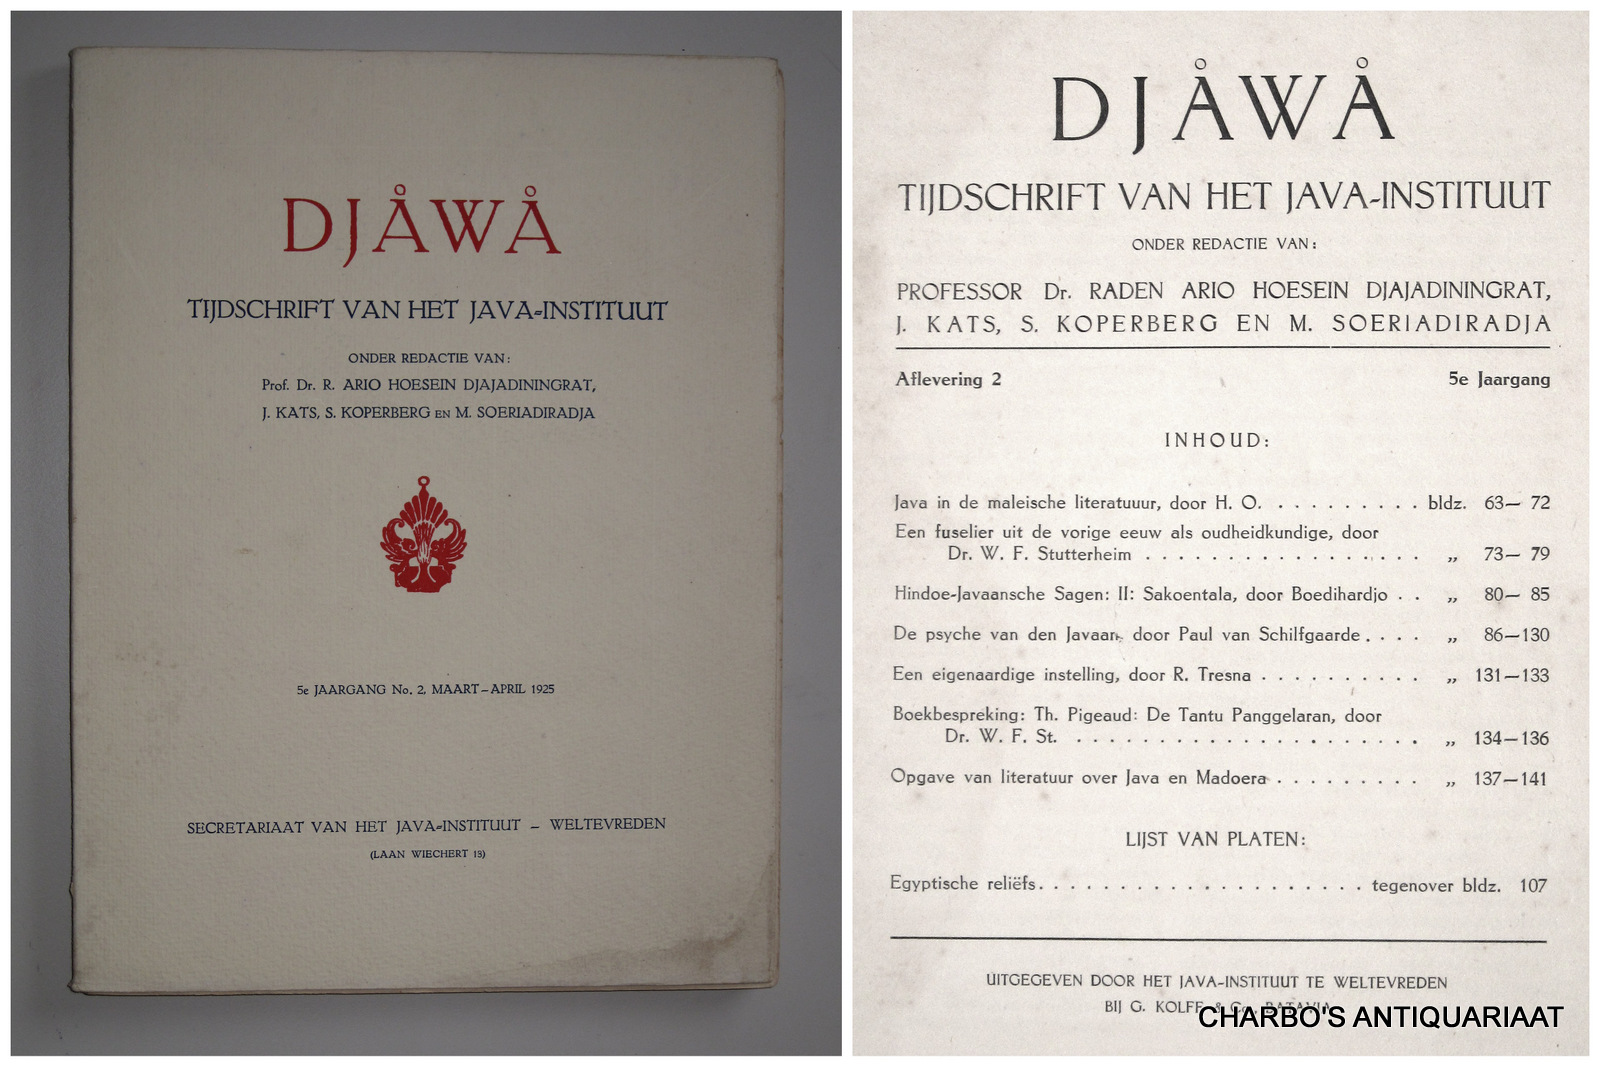 DJÅWÅ
TIJDSCHRIFT VAN HET JAVA-INSTITUUT
ONDER REDACTIE VAN:
Prof. Dr. R. ARIO HOESEIN DJAJADININGRAT,
J. KATS, S. KOPERBERG EN M. SOERIADIRADJA
5e JAARGANG No. 2, MAART-APRIL 1925
SECRETARIAAT VAN HET JAVA-INSTITUUT – WELTEVREDEN
(LAAN WIECHERT 13)
DJÅWÅ
TIJDSCHRIFT VAN HET JAVA-INSTITUUT
ONDER REDACTIE VAN:
PROFESSOR Dr. RADEN ARIO HOESEIN DJAJADININGRAT,
J. KATS, S. KOPERBERG EN M. SOERIADIRADJA
Aflevering 2 5e Jaargang
INHOUD:
Java in de maleische literatuuur, door H. O. . . . . . . . . . bldz. 63— 72
Een fuselier uit de vorige eeuw als oudheidkundige, door
Dr. W. F. Stutterheim . . . . . . . . . . . . . . . . . „ 73— 79
Hindoe-Javaansche Sagen: II: Sakoentala, door Boedihardjo . . „ 80— 85
De psyche van den Javaan, door Paul van Schilfgaarde . . . . „ 86—130
Een eigenaardige instelling, door R. Tresna . . . . . . . . . . „ 131—133
Boekbespreking: Th. Pigeaud: De Tantu Panggelaran, door
Dr. W. F. St. . . . . . . . . . . . . . . . . . . . . . „ 134—136
Opgave van literatuur over Java en Madoera . . . . . . . . . „ 137—141
LIJST VAN PLATEN:
Egyptische reliëfs . . . . . . . . . . . . . . . . . . . . . tegenover bldz. 107
UITGEGEVEN DOOR HET JAVA-INSTITUUT TE WELTEVREDEN
BIJ G. KOLFF & Co., BATAVIA
CHARBO'S ANTIQUARIAAT